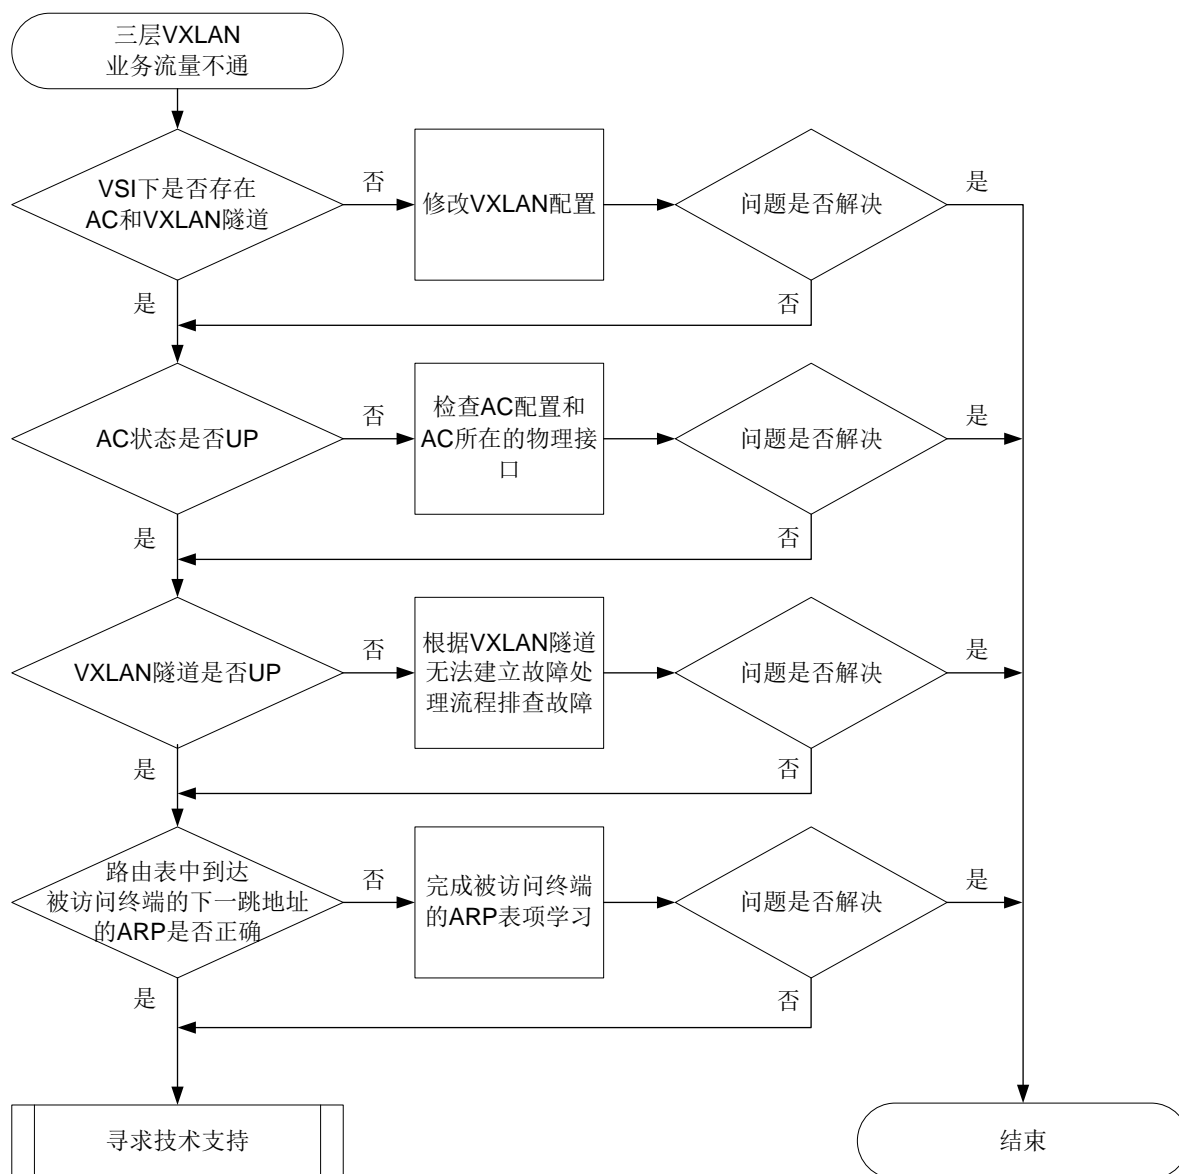 三层VXLAN
业务流量不通
VSI下是否存在
AC和VXLAN隧道
否
修改VXLAN配置
问题是否解决
是
是
否
AC状态是否UP
否
检查AC配置和
AC所在的物理接
口
问题是否解决
是
是
否
VXLAN隧道是否UP
否
根据VXLAN隧道
无法建立故障处
理流程排查故障
问题是否解决
是
是
否
路由表中到达
被访问终端的下一跳地址
的ARP是否正确
否
完成被访问终端
的ARP表项学习
问题是否解决
是
是
否
寻求技术支持
结束